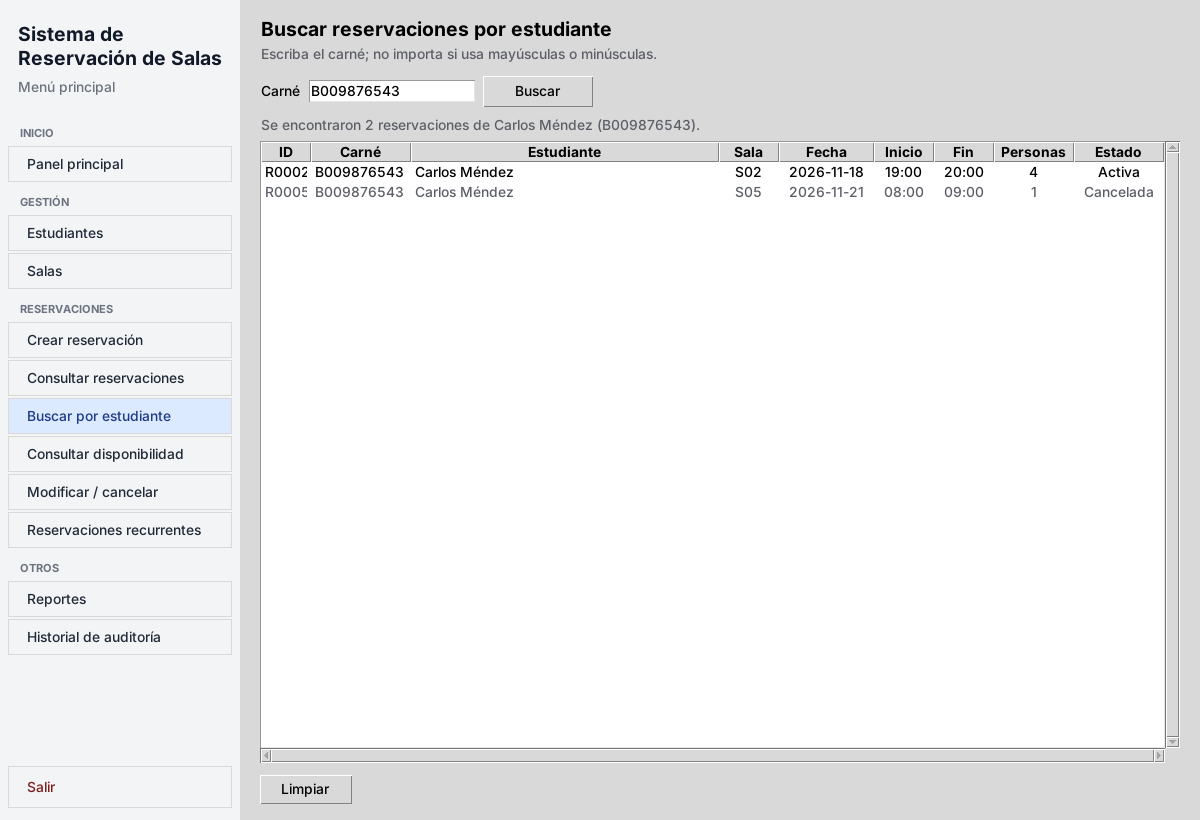 Sistema de
Reservación de Salas
Menú principal
INICIO
Panel principal
GESTIÓN
Estudiantes
Salas
RESERVACIONES
Crear reservación
Consultar reservaciones
Buscar por estudiante
Consultar disponibilidad
Modificar / cancelar
Reservaciones recurrentes
OTROS
Reportes
Historial de auditoría
Salir
Buscar reservaciones por estudiante
Escriba el carné; no importa si usa mayúsculas o minúsculas.
Carné B009876543 Buscar
Se encontraron 2 reservaciones de Carlos Méndez (B009876543).
ID Carné Estudiante Sala Fecha Inicio Fin Personas Estado
R0002 B009876543 Carlos Méndez S02 2026-11-18 19:00 20:00 4 Activa
R0005 B009876543 Carlos Méndez S05 2026-11-21 08:00 09:00 1 Cancelada
Limpiar